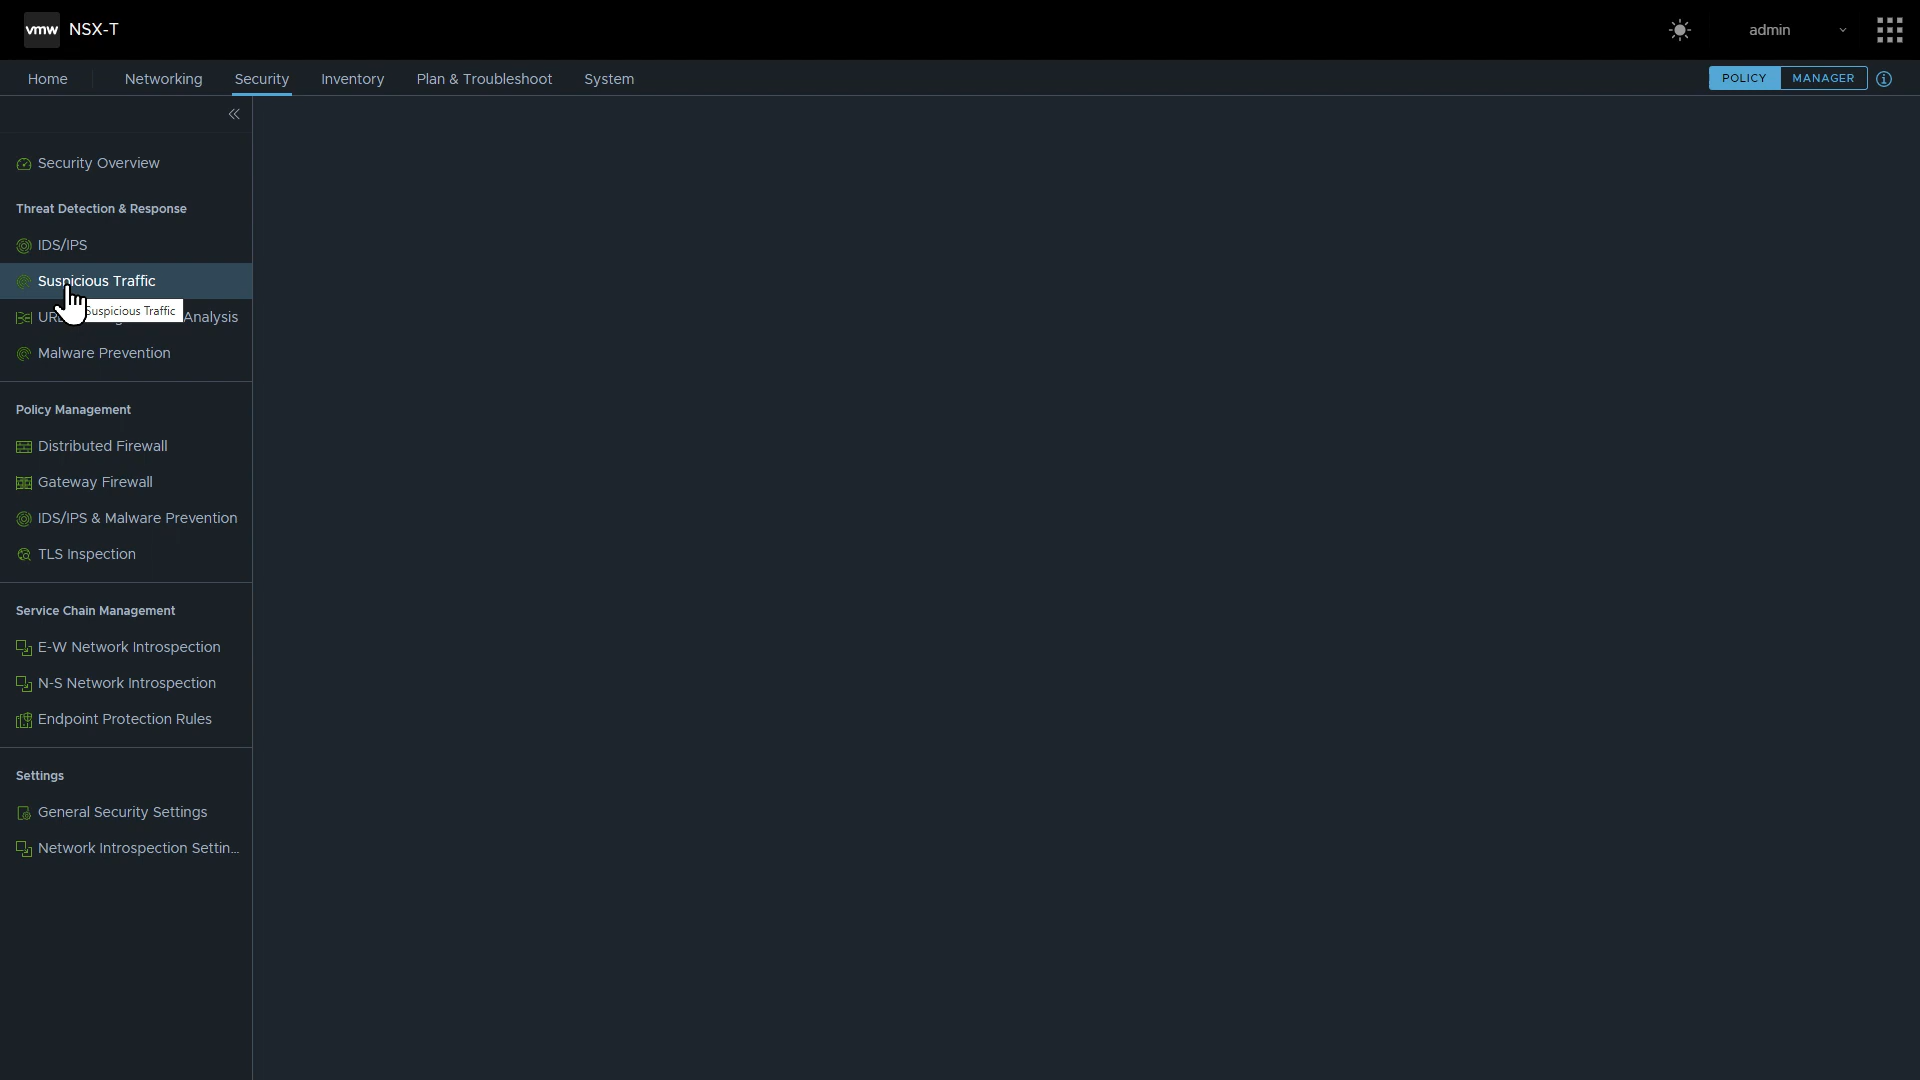 vmw NSX-T
admin
Home Networking Security Inventory Plan & Troubleshoot System
POLICY MANAGER
Security Overview
Threat Detection & Response
IDS/IPS
Suspicious Traffic
Suspicious Traffic
Analysis
Malware Prevention
Policy Management
Distributed Firewall
Gateway Firewall
IDS/IPS & Malware Prevention
TLS Inspection
Service Chain Management
E-W Network Introspection
N-S Network Introspection
Endpoint Protection Rules
Settings
General Security Settings
Network Introspection Settin...